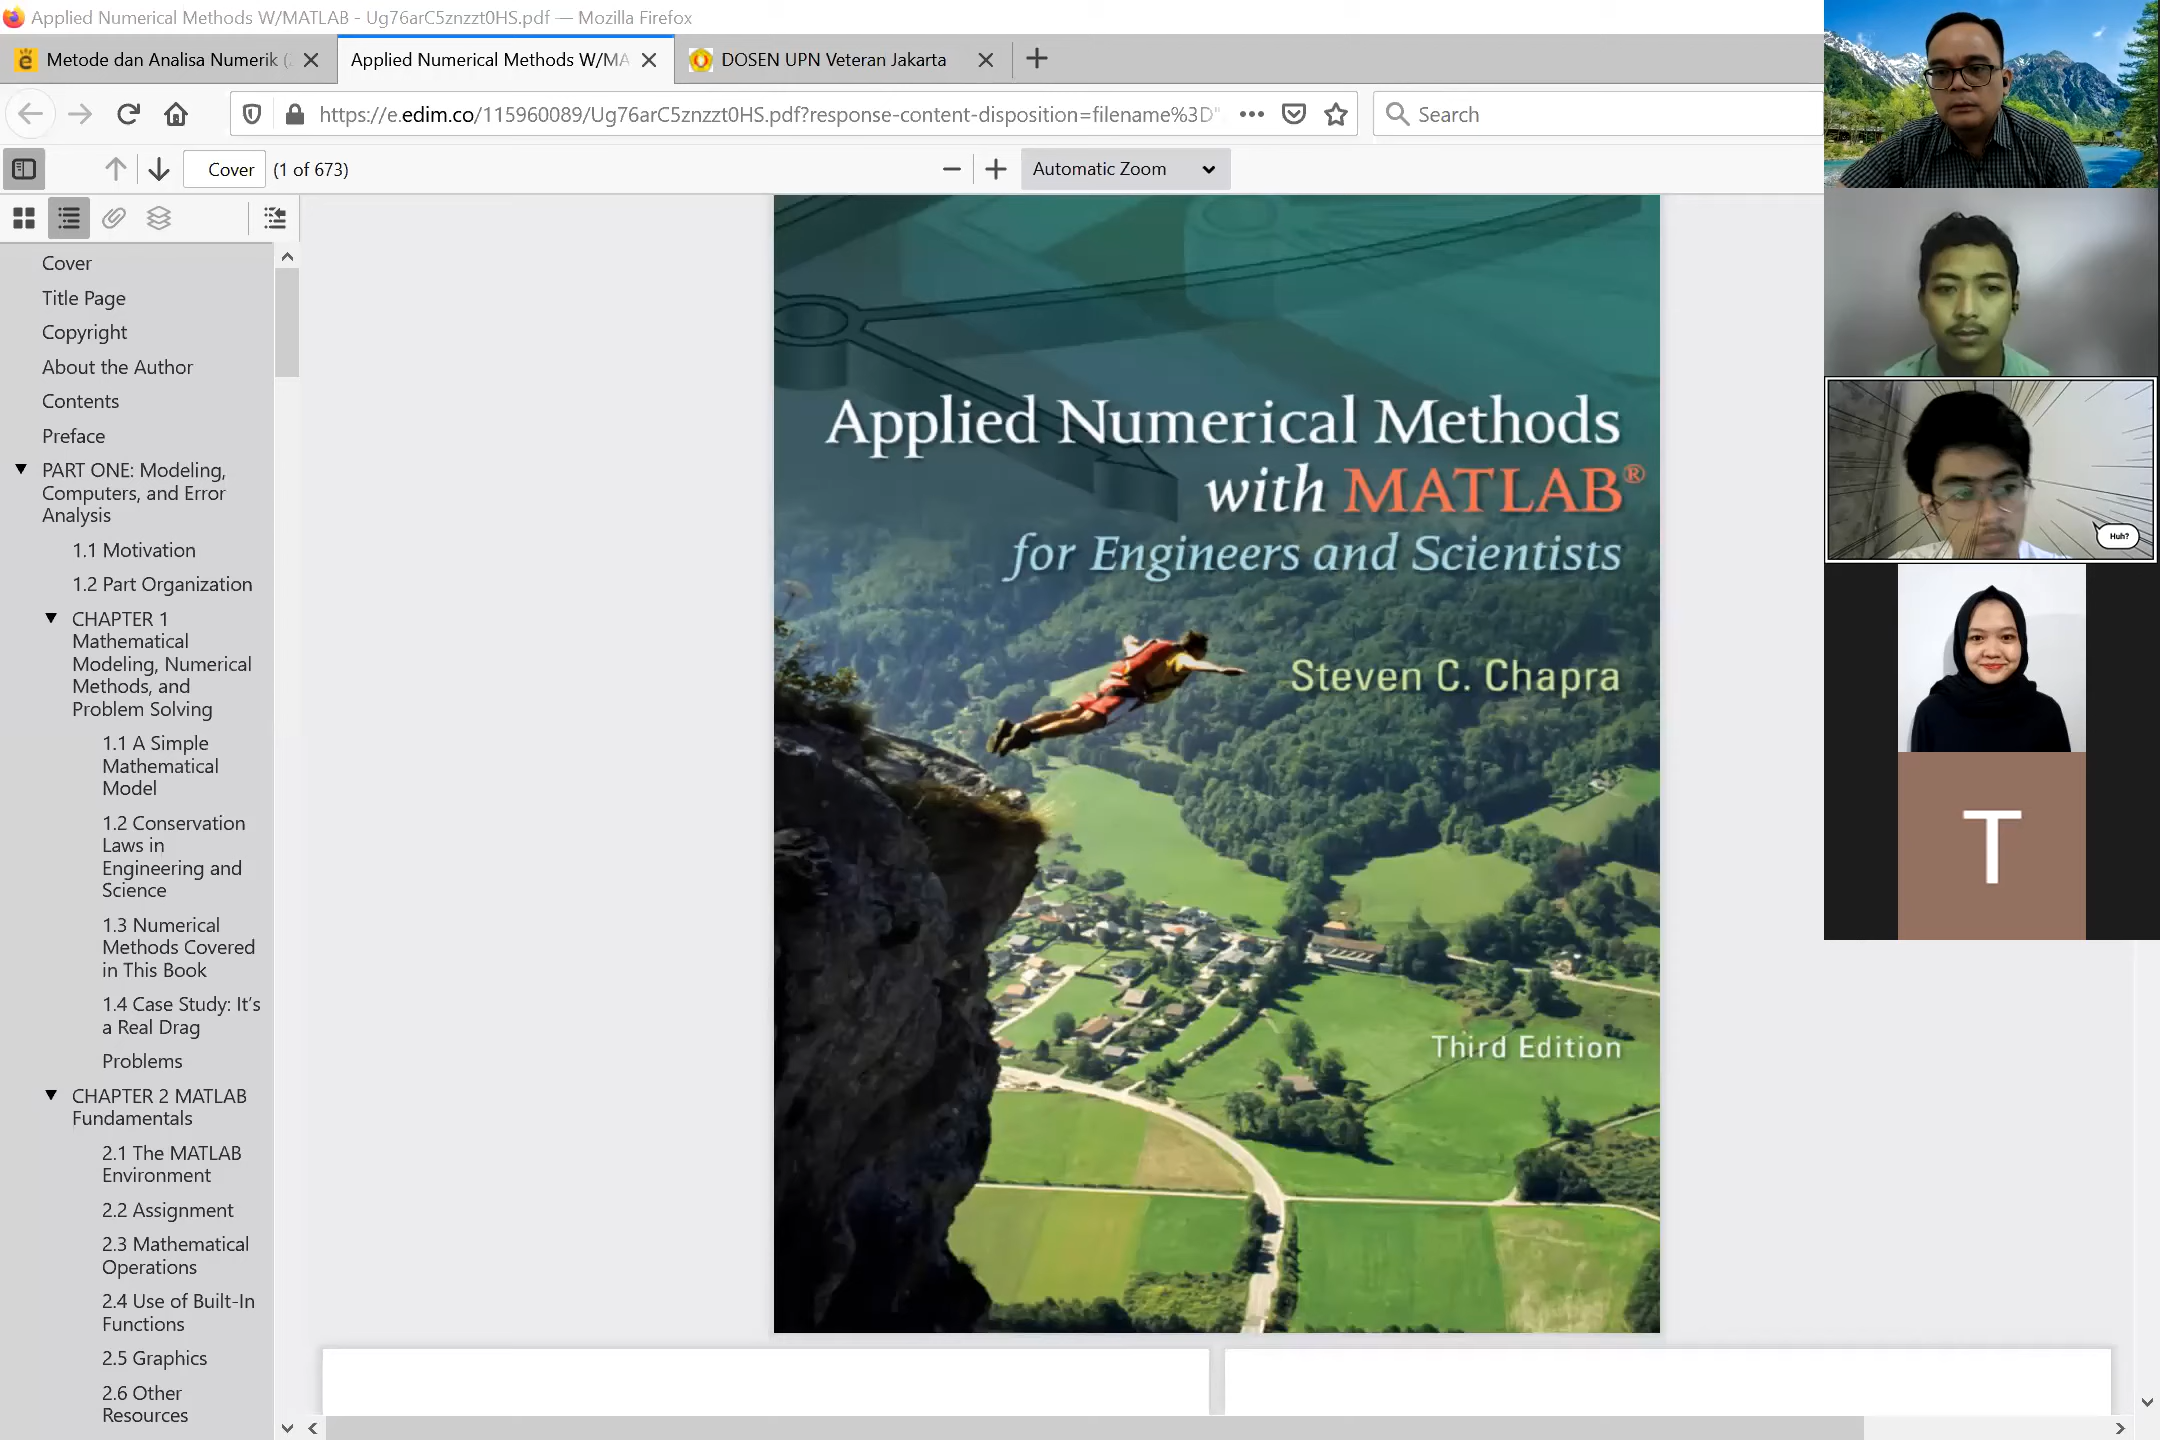 Applied Numerical Methods W/MATLAB - Ug76arC5znzzt0HS.pdf — Mozilla Firefox
Metode dan Analisa Numerik (
Applied Numerical Methods W/MA
DOSEN UPN Veteran Jakarta
https://e.edim.co/115960089/Ug76arC5znzzt0HS.pdf?response-content-disposition=filename%3D"
Search
Cover (1 of 673)
Automatic Zoom
Cover
Title Page
Copyright
About the Author
Contents
Preface
PART ONE: Modeling,
Computers, and Error
Analysis
1.1 Motivation
1.2 Part Organization
CHAPTER 1
Mathematical
Modeling, Numerical
Methods, and
Problem Solving
1.1 A Simple
Mathematical
Model
1.2 Conservation
Laws in
Engineering and
Science
1.3 Numerical
Methods Covered
in This Book
1.4 Case Study: It’s
a Real Drag
Problems
CHAPTER 2 MATLAB
Fundamentals
2.1 The MATLAB
Environment
2.2 Assignment
2.3 Mathematical
Operations
2.4 Use of Built-In
Functions
2.5 Graphics
2.6 Other
Resources
Applied Numerical Methods
with MATLAB®
for Engineers and Scientists
Steven C. Chapra
Third Edition
Huh?
T